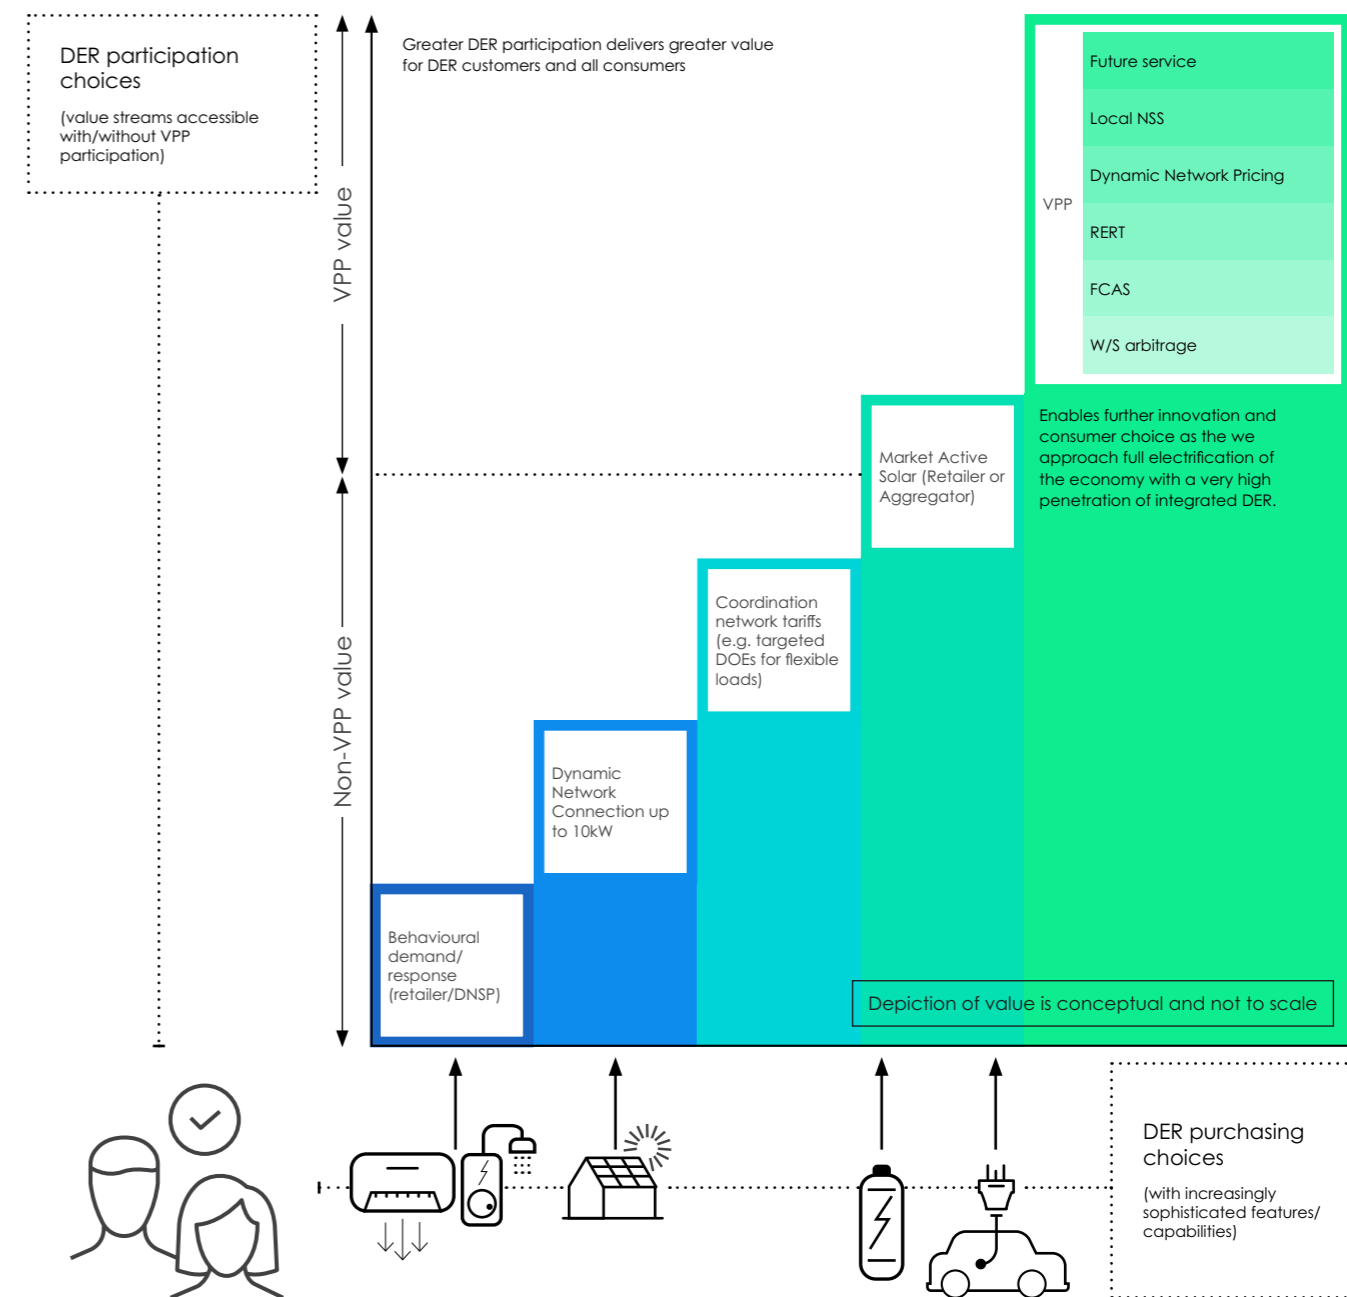 DER participation
choices
(value streams accessible
with/without VPP
participation)
VPP value
Non-VPP value
Greater DER participation delivers greater value
for DER customers and all consumers
VPP
Future service
Local NSS
Dynamic Network Pricing
RERT
FCAS
W/S arbitrage
Enables further innovation and
consumer choice as the we
approach full electrification of
the economy with a very high
penetration of integrated DER.
Market Active
Solar (Retailer or
Aggregator)
Coordination
network tariffs
(e.g. targeted
DOEs for flexible
loads)
Dynamic
Network
Connection up
to 10kW
Behavioural
demand/
response
(retailer/DNSP)
Depiction of value is conceptual and not to scale
DER purchasing
choices
(with increasingly
sophisticated features/
capabilities)